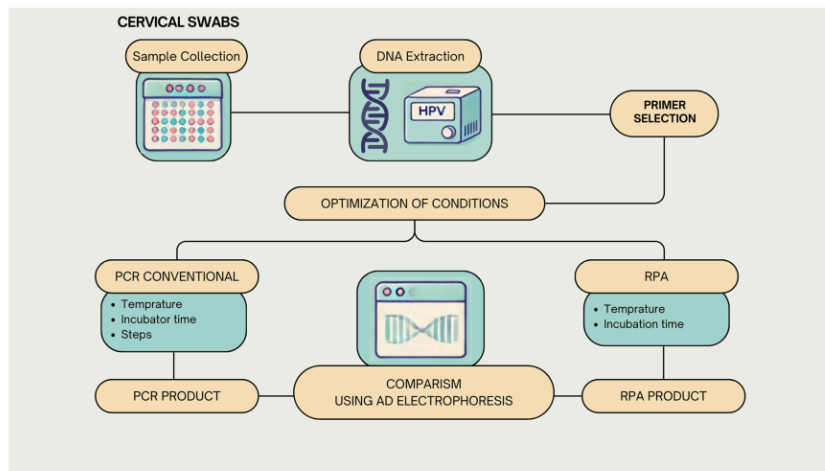 CERVICAL SWABS
Sample Collection
DNA Extraction
HPV
PRIMER
SELECTION
OPTIMIZATION OF CONDITIONS
PCR CONVENTIONAL
• Temprature
• Incubator time
• Steps
RPA
• Temprature
• Incubation time
PCR PRODUCT
COMPARISM
USING AD ELECTROPHORESIS
RPA PRODUCT